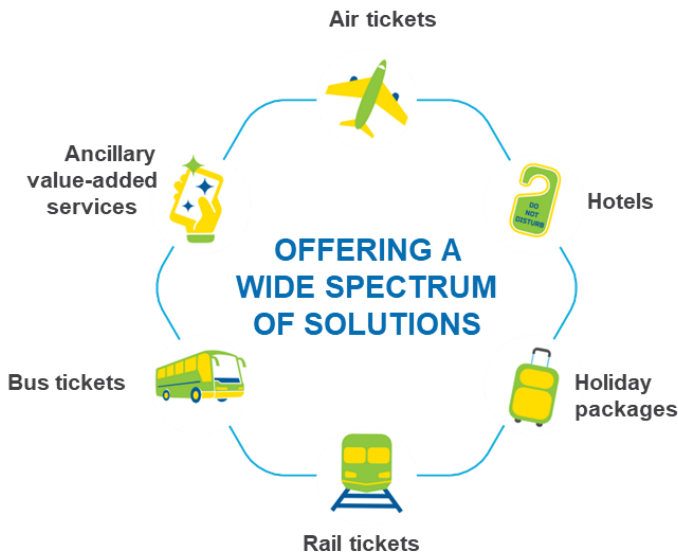 Air tickets
Ancillary
value-added
services
DO
NOT
DISTURB
Hotels
OFFERING A
WIDE SPECTRUM
OF SOLUTIONS
Bus tickets
Holiday
packages
Rail tickets